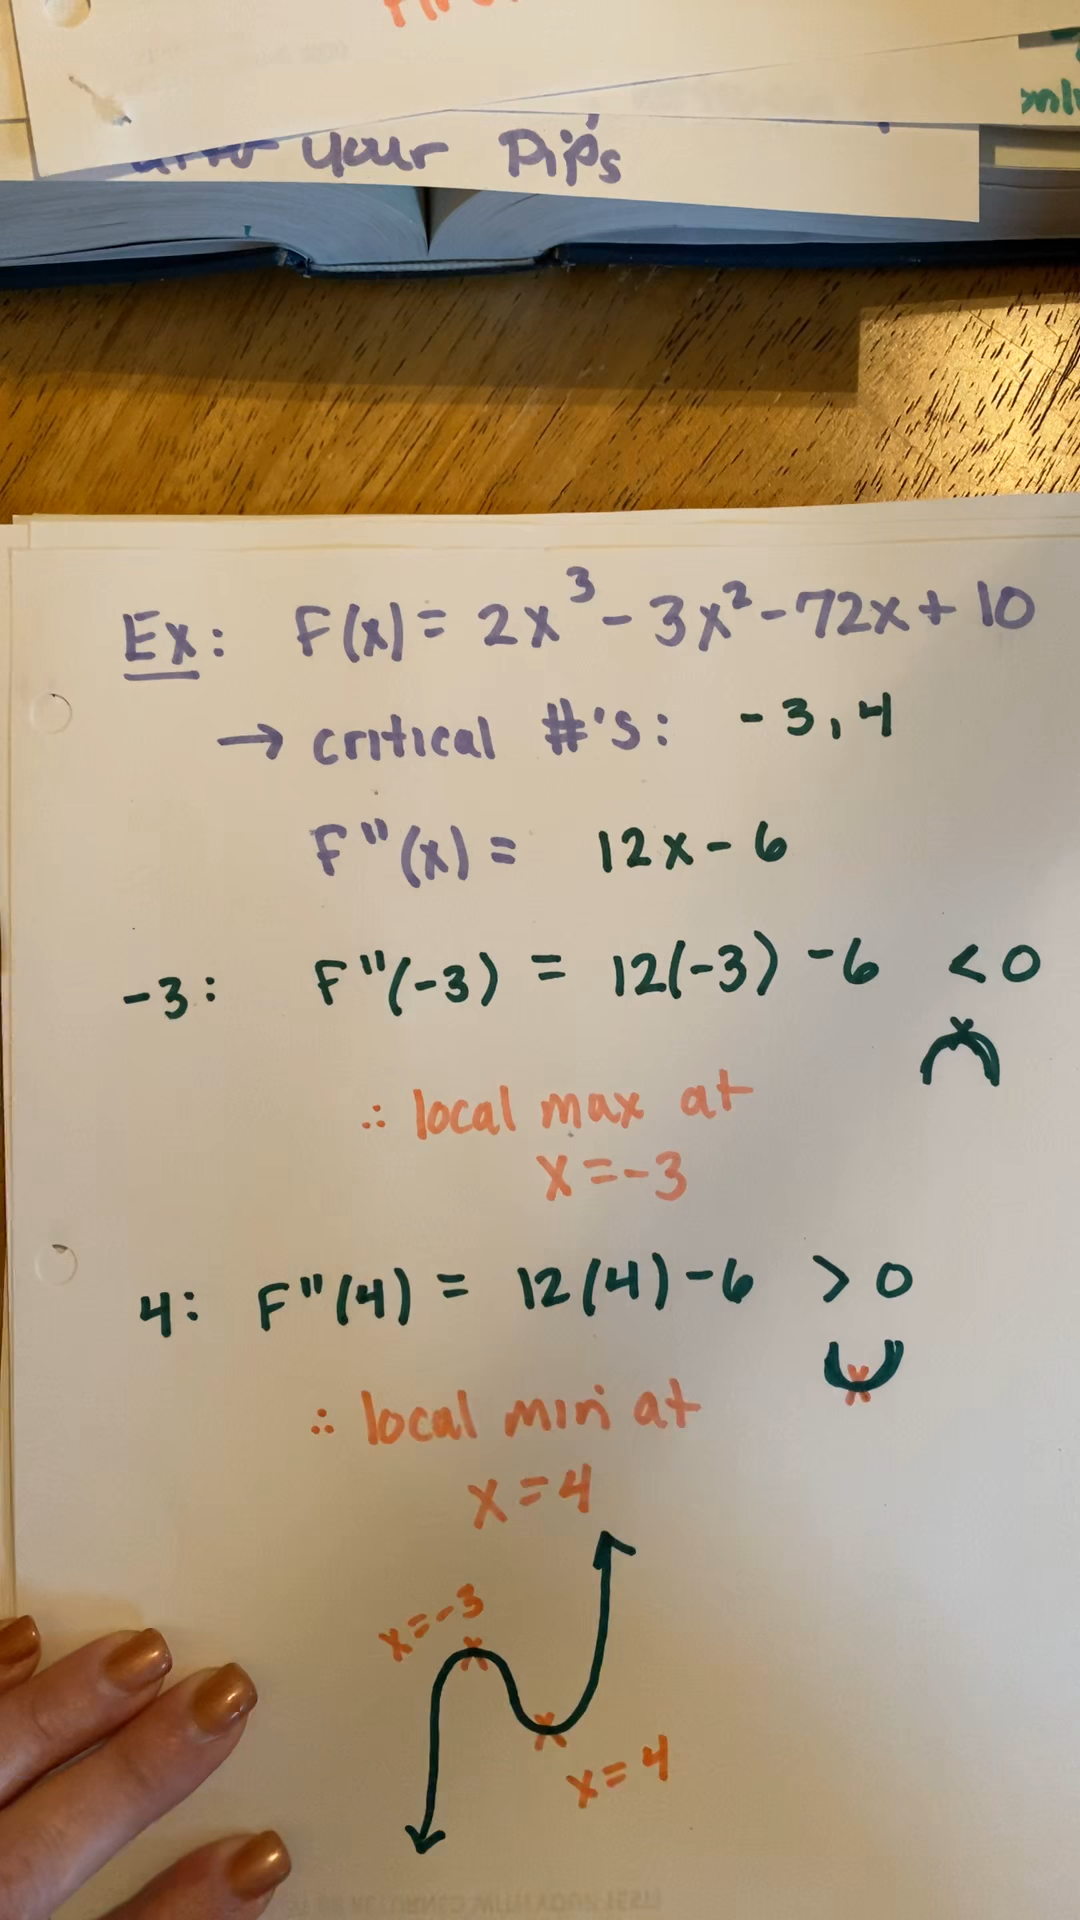 your Pips
Ex: F(x) = 2x³ - 3x² - 72x + 10
→ critical #'s: -3, 4
F"(x) = 12x - 6
-3: F"(-3) = 12(-3) - 6 < 0
∴ local max at
x = -3
4: F"(4) = 12(4) - 6 > 0
∴ local min at
x = 4
x = -3
x = 4